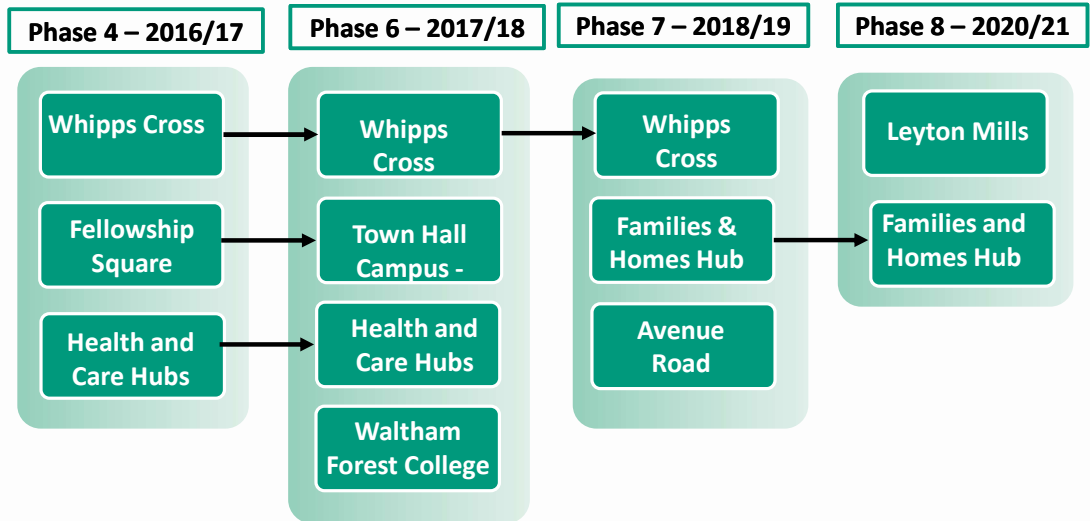 Phase 4 – 2016/17
Phase 6 – 2017/18
Phase 7 – 2018/19
Phase 8 – 2020/21
Whipps Cross
Fellowship
Square
Health and
Care Hubs
Whipps
Cross
Town Hall
Campus -
Health and
Care Hubs
Waltham
Forest College
Whipps
Cross
Families &
Homes Hub
Avenue
Road
Leyton Mills
Families and
Homes Hub